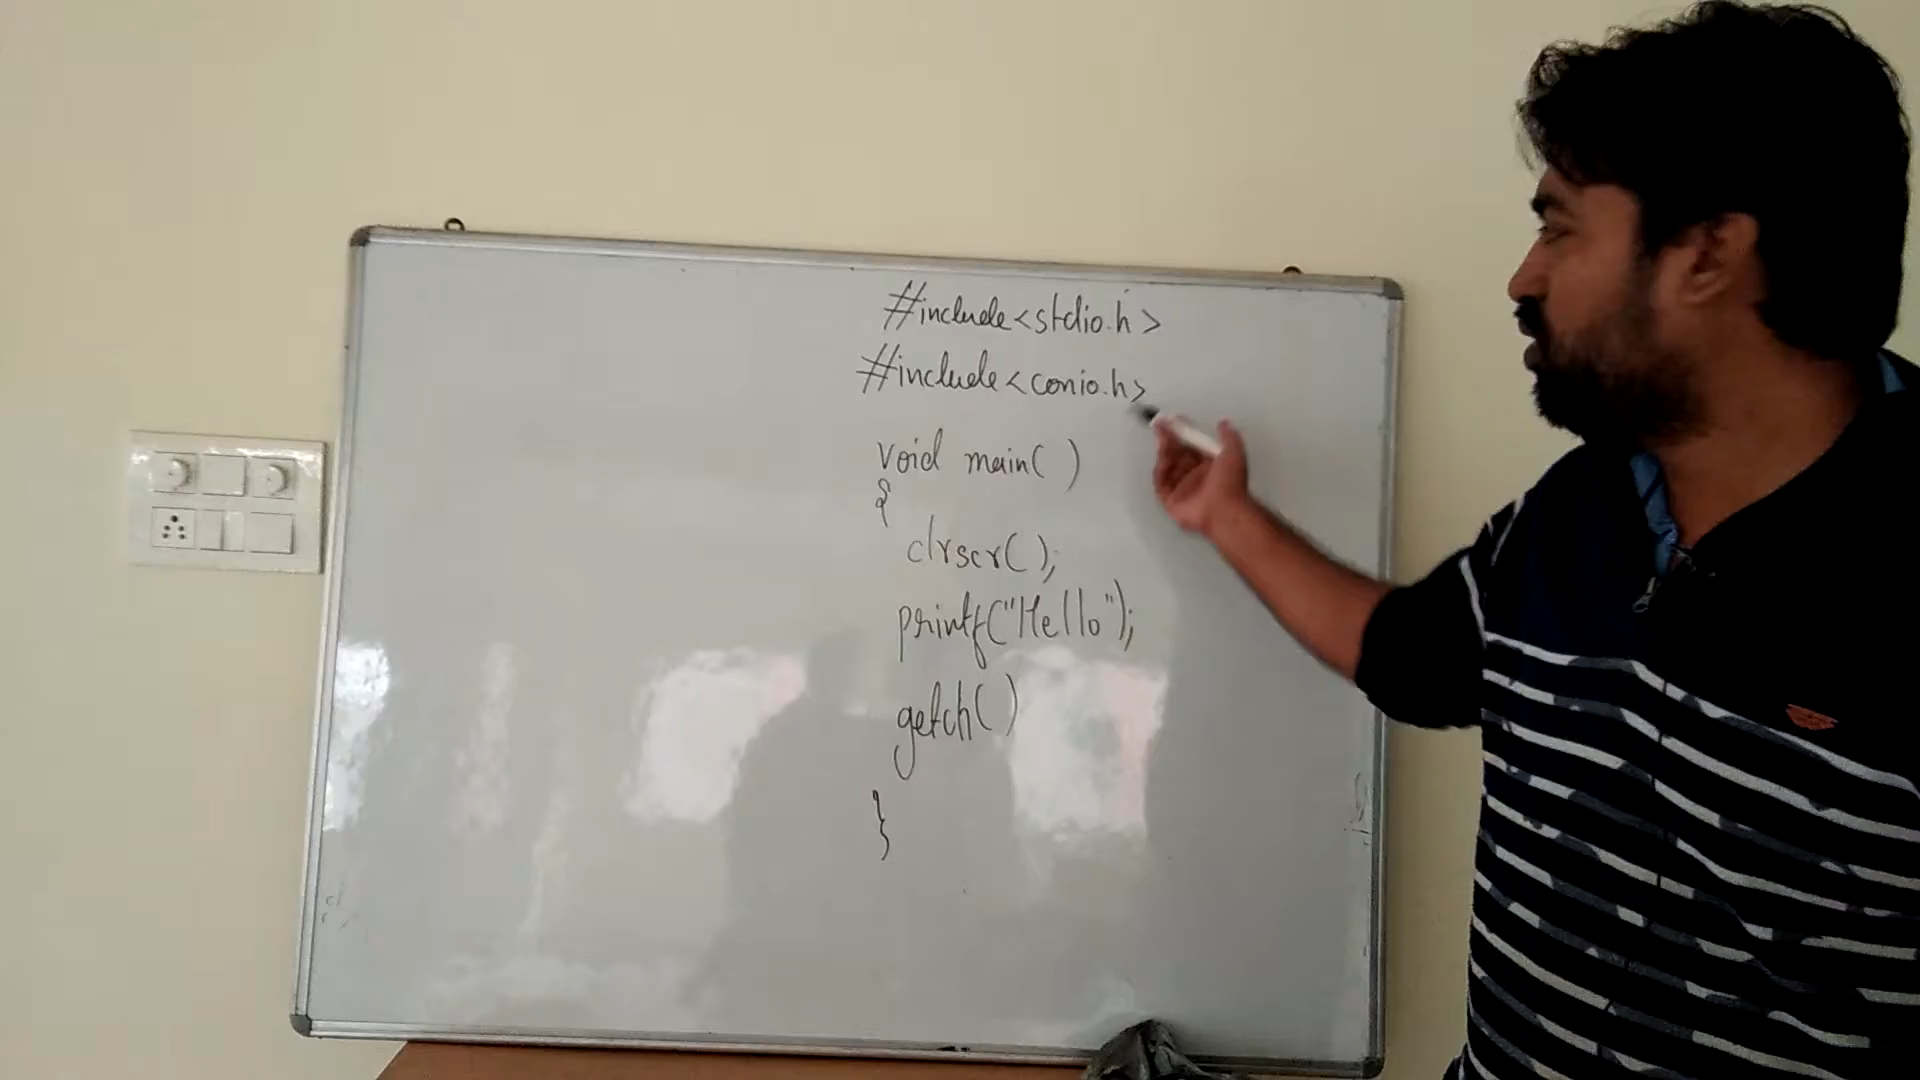 #include<stdio.h>
#include<conio.h>
void main( )
{
clrscr( );
printf("Hello");
getch( )
}